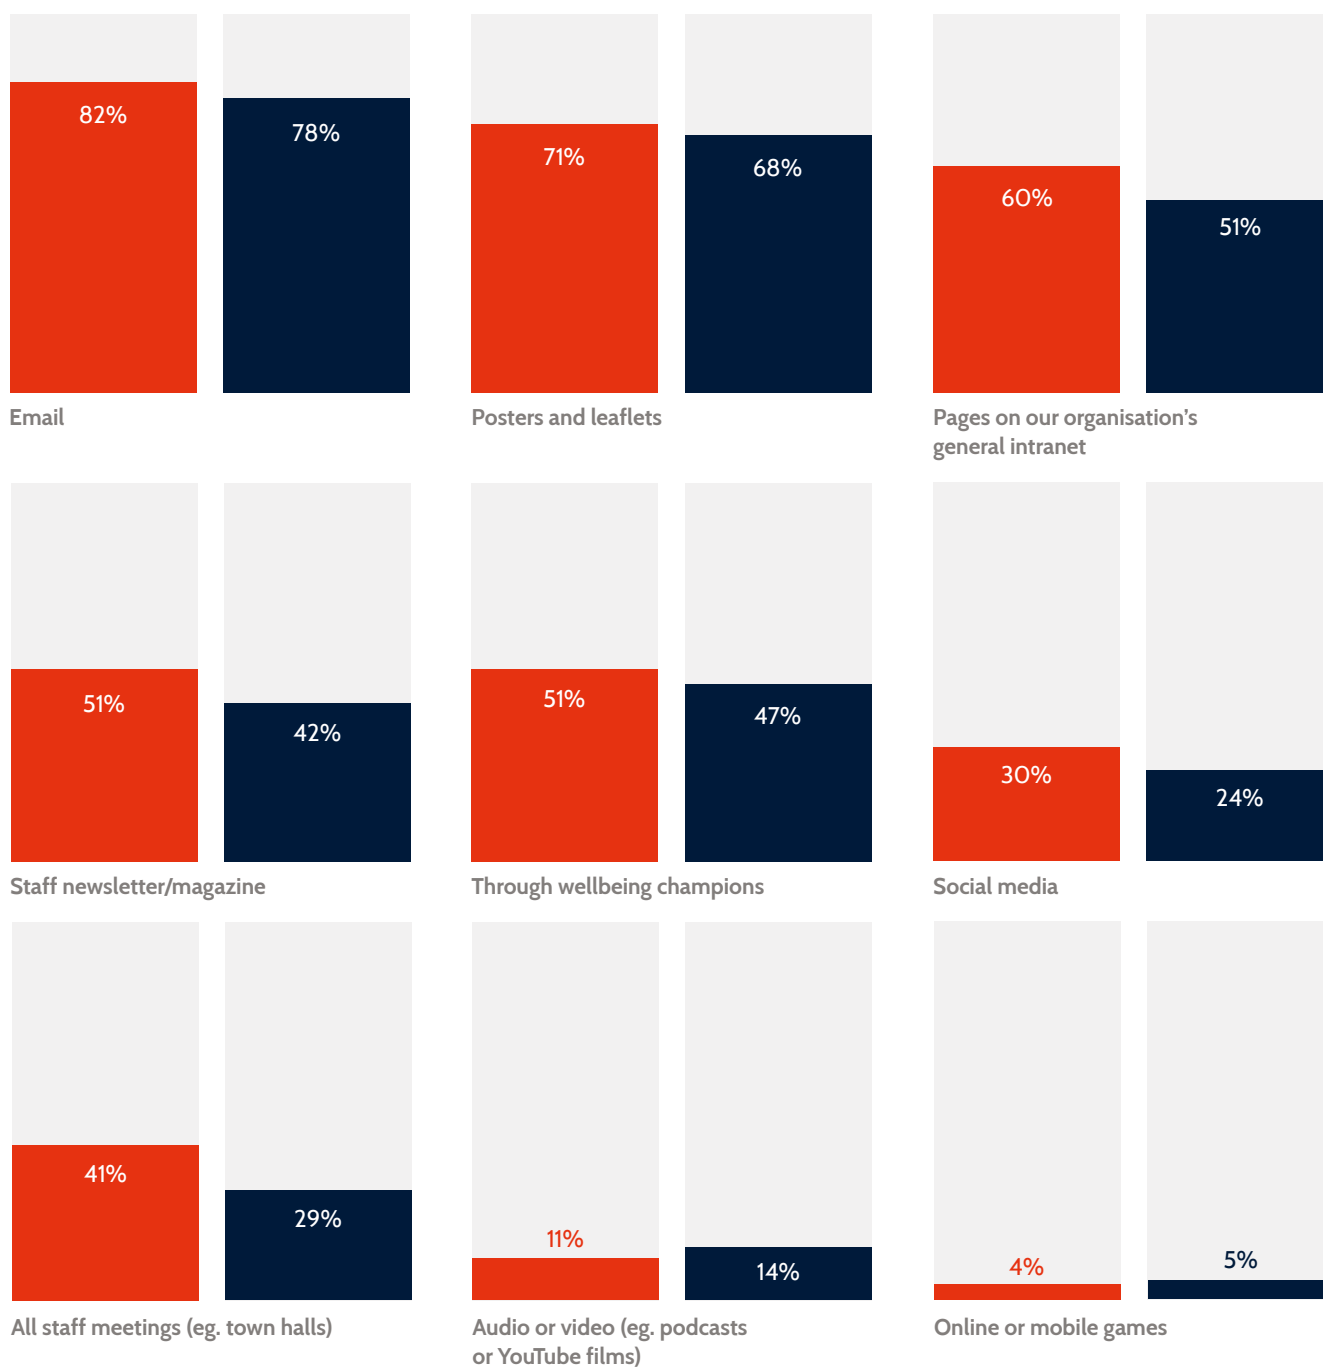 82%
78%
71%
68%
60%
51%
Email
Posters and leaflets
Pages on our organisation's
general intranet
51%
42%
51%
47%
30%
24%
Staff newsletter/magazine
Through wellbeing champions
Social media
41%
29%
11%
14%
4%
5%
All staff meetings (eg. town halls)
Audio or video (eg. podcasts
or YouTube films)
Online or mobile games